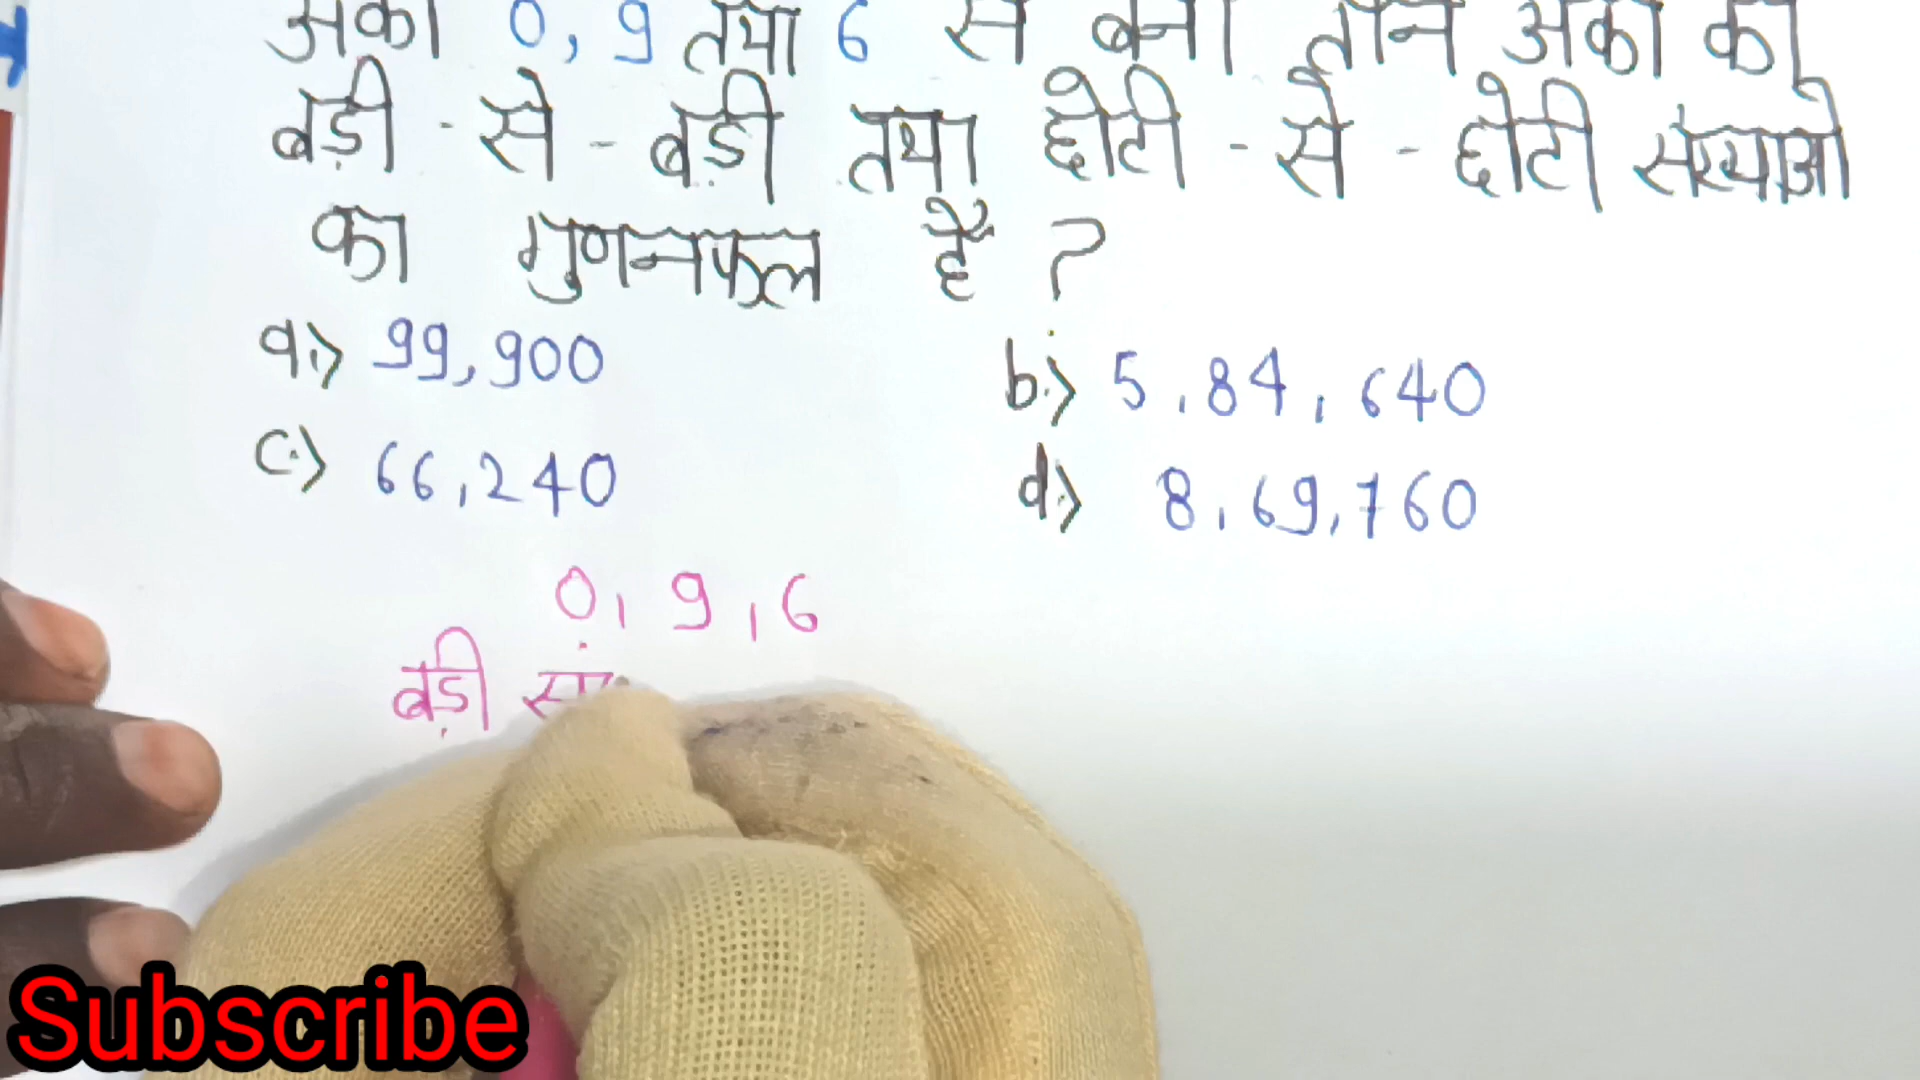 अंकों 0, 9 तथा 6 से बनी तीन अंकों की
बड़ी - से - बड़ी तथा छोटी - से - छोटी संख्याओ
का गुणनफल हैं ?
a.) 99,900
b.) 5,84,640
c.) 66,240
d.) 8,69,760
0, 9, 6
बड़ी
Subscribe